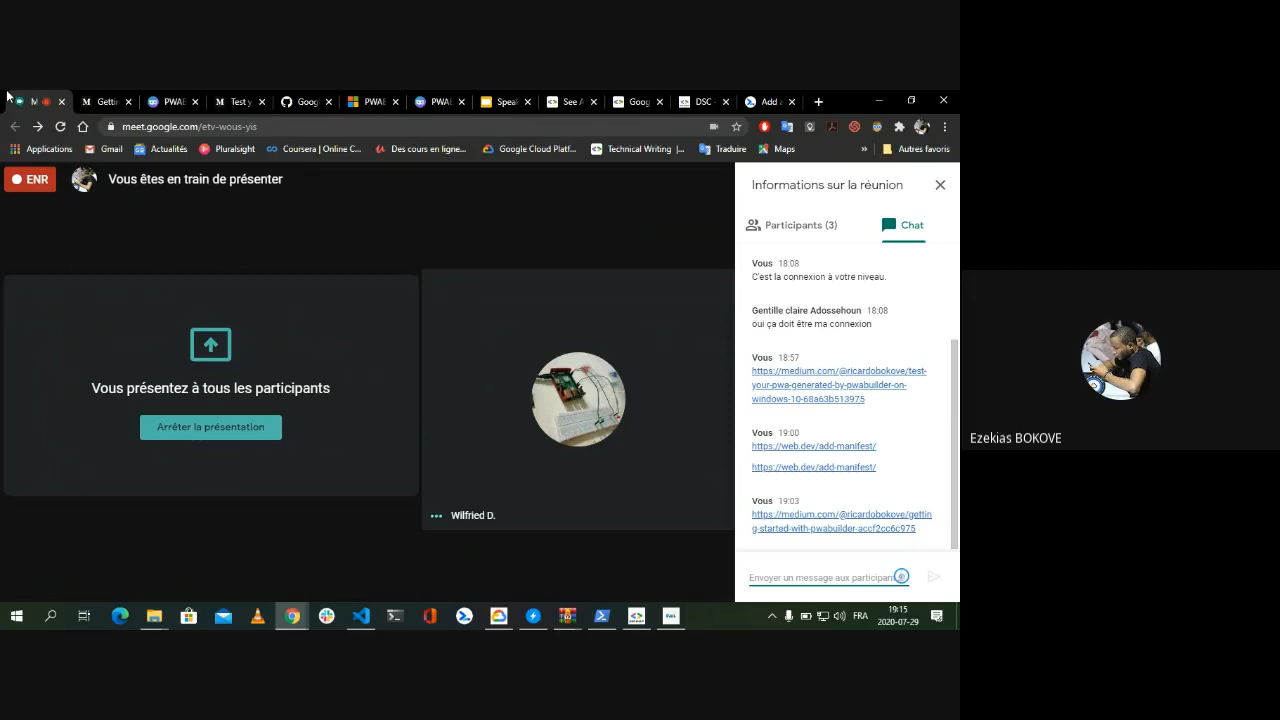 M
Gettin
PWAE
Test y
Goog
PWAE
PWAE
Speak
See A
Goog
DSC -
Add a
meet.google.com/etv-wous-yis
Applications
Gmail
Actualités
Pluralsight
Coursera | Online C...
Des cours en ligne...
Google Cloud Platf...
Technical Writing |...
Traduire
Maps
»
Autres favoris
ENR
Vous êtes en train de présenter
Informations sur la réunion
Participants (3)
Chat
Vous 18:08
C'est la connexion à votre niveau.
Gentille claire Adossehoun 18:08
oui ça doit être ma connexion
Vous 18:57
https://medium.com/@ricardobokove/test-
your-pwa-generated-by-pwabuilder-on-
windows-10-68a63b513975
Vous 19:00
https://web.dev/add-manifest/
https://web.dev/add-manifest/
Vous 19:03
https://medium.com/@ricardobokove/gettin
g-started-with-pwabuilder-accf2cc6c975
Envoyer un message aux participan
Vous présentez à tous les participants
Arrêter la présentation
Wilfried D.
Ezekias BOKOVE
FRA
19:15
2020-07-29